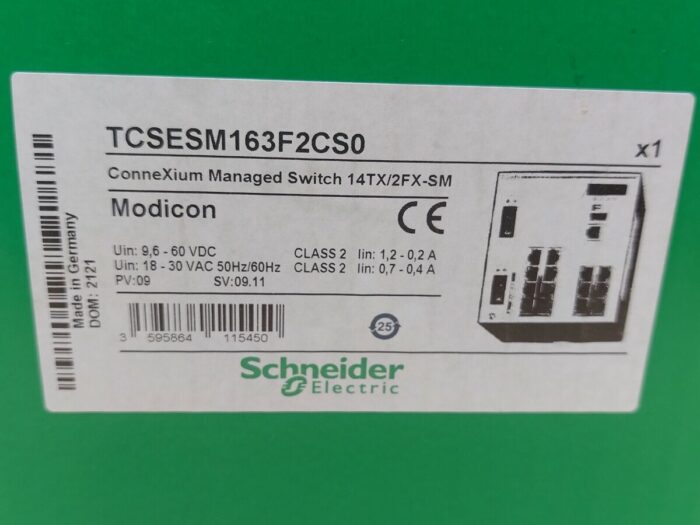 TCSESM163F2CS0
x1
ConneXium Managed Switch 14TX/2FX-SM
Modicon
CE
Uin: 9,6 - 60 VDC CLASS 2 Iin: 1,2 - 0,2 A
Uin: 18 - 30 VAC 50Hz/60Hz CLASS 2 Iin: 0,7 - 0,4 A
PV:09 SV:09.11
3 595864 115450
25
Schneider
Electric
Made in Germany
DOM: 2121